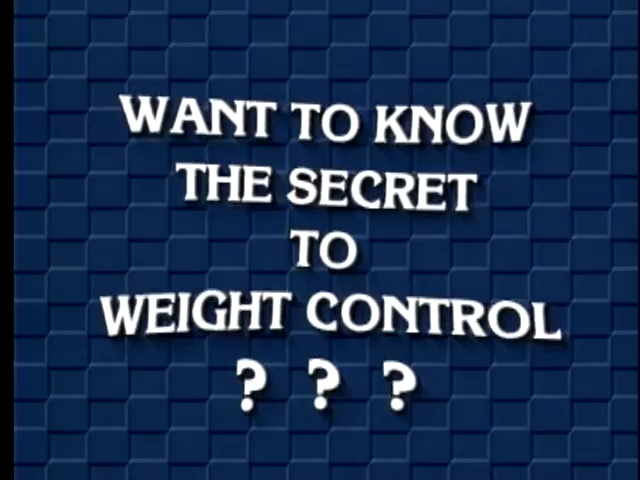 WANT TO KNOW
THE SECRET
TO
WEIGHT CONTROL
? ? ?